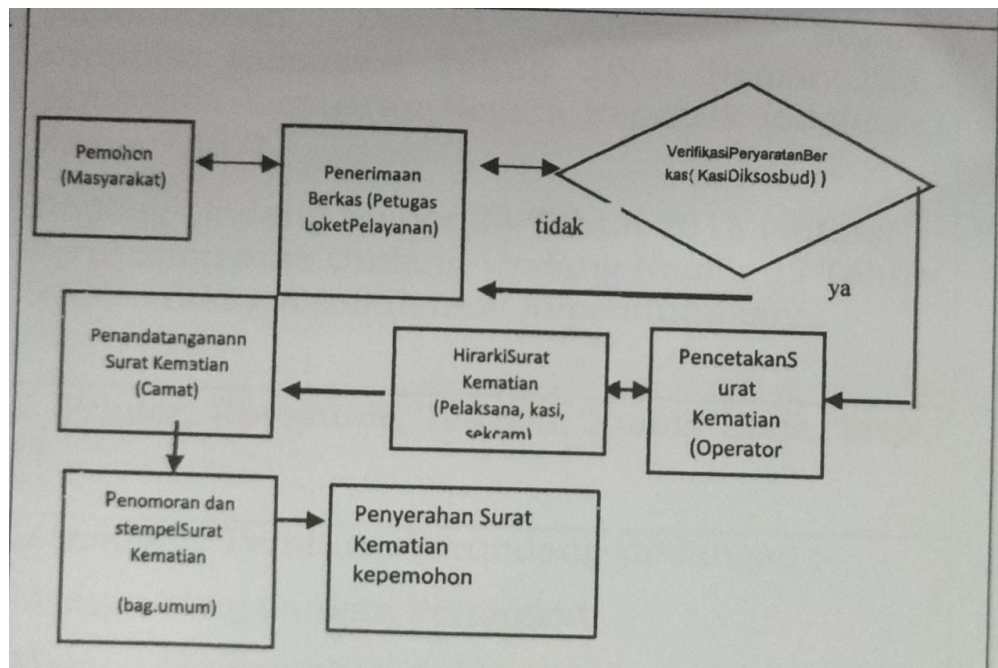 Pemohon
(Masyarakat)
Penerimaan
Berkas (Petugas
LoketPelayanan)
VerifikasiPeryaratanBer
kas( KasiDiksosbud) )
tidak
ya
Penandatanganann
Surat Kematian
(Camat)
HirarkiSurat
Kematian
(Pelaksana, kasi,
sekcam)
PencetakanS
urat
Kematian
(Operator
Penomoran dan
stempelSurat
Kematian
(bag.umum)
Penyerahan Surat
Kematian
kepemohon